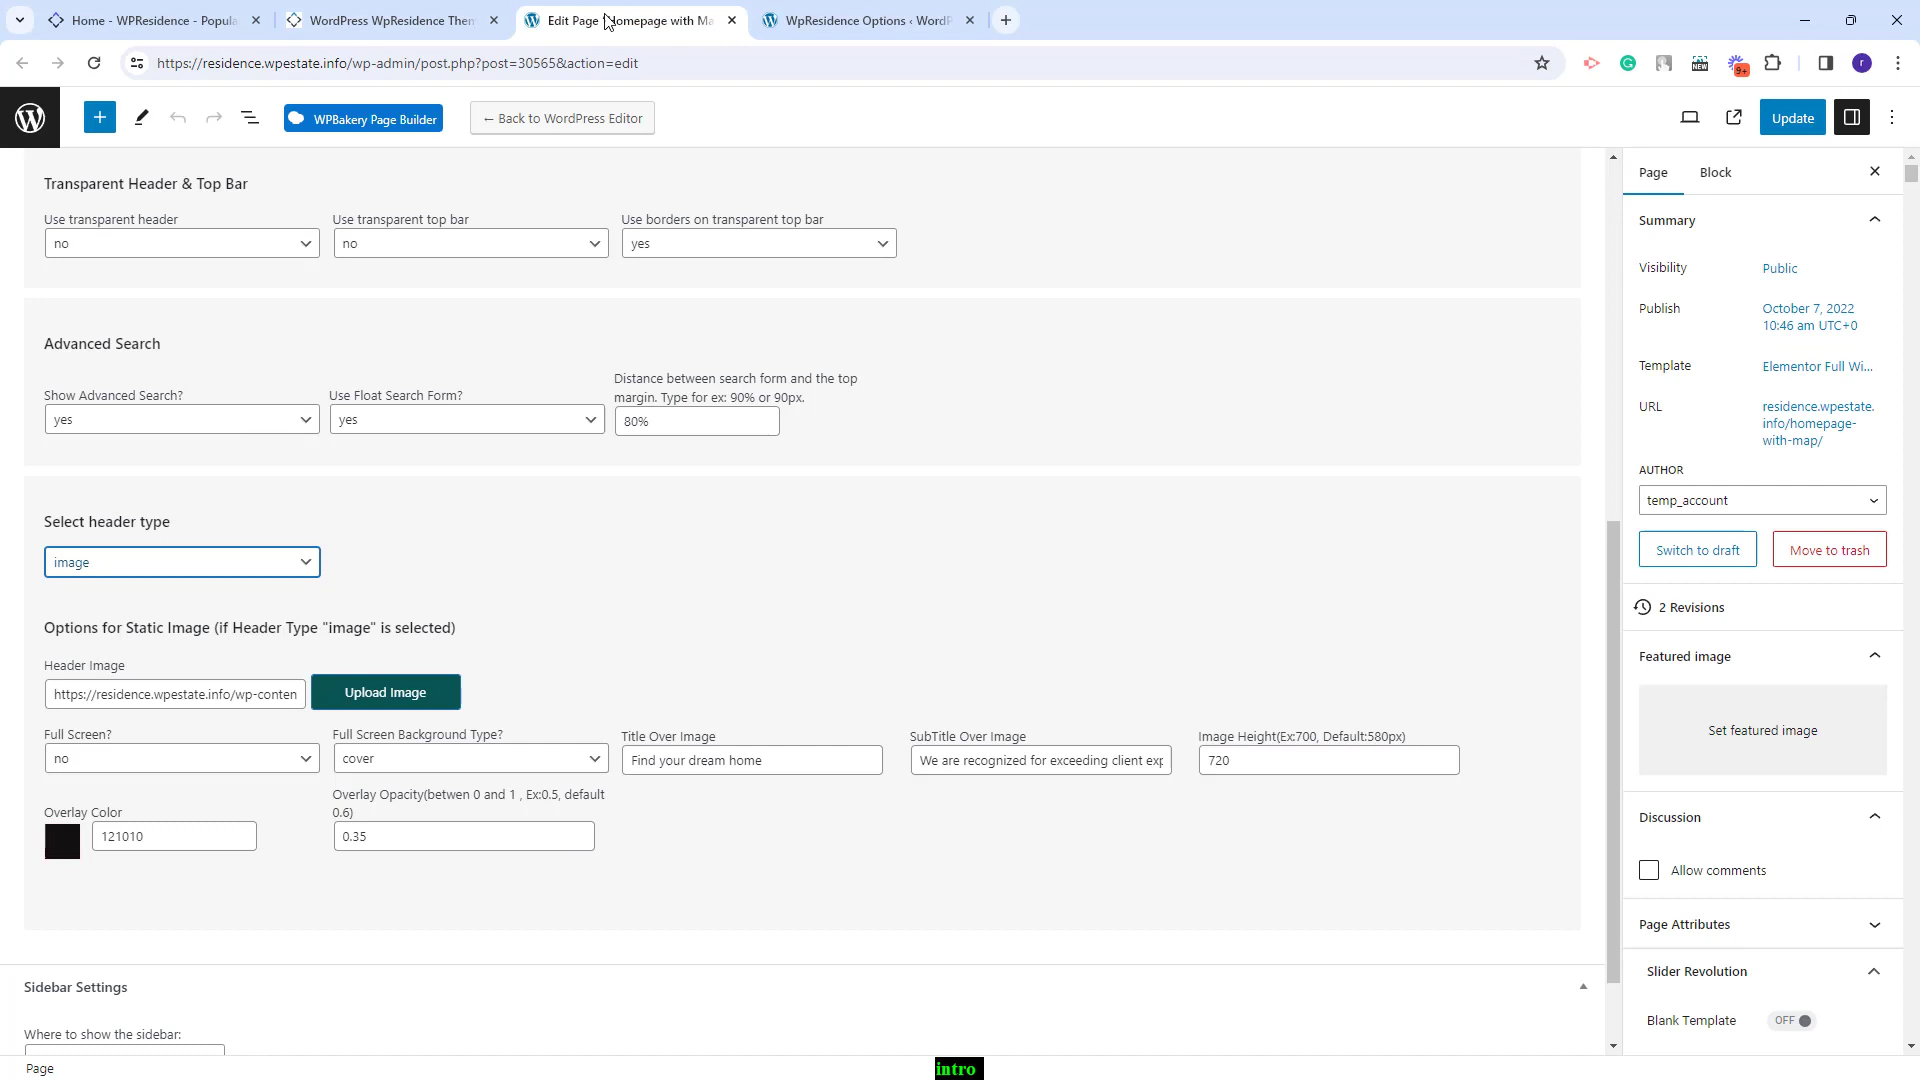 Home - WPResidence - Popula
WordPress WpResidence Then
Edit Page "Homepage with Ma
WpResidence Options ‹ WordP
https://residence.wpestate.info/wp-admin/post.php?post=30565&action=edit
NEW
9+
r
WPBakery Page Builder
← Back to WordPress Editor
Update
Page
Block
Transparent Header & Top Bar
Use transparent header
Use transparent top bar
Use borders on transparent top bar
no
no
yes
Advanced Search
Show Advanced Search?
Use Float Search Form?
Distance between search form and the top
margin. Type for ex: 90% or 90px.
yes
yes
80%
Select header type
image
Options for Static Image (if Header Type "image" is selected)
Header Image
https://residence.wpestate.info/wp-conten
Upload Image
Full Screen?
Full Screen Background Type?
Title Over Image
SubTitle Over Image
Image Height(Ex:700, Default:580px)
no
cover
Find your dream home
We are recognized for exceeding client exp
720
Overlay Color
Overlay Opacity(betwen 0 and 1 , Ex:0.5, default
0.6)
121010
0.35
Sidebar Settings
Where to show the sidebar:
Summary
Visibility
Public
Publish
October 7, 2022
10:46 am UTC+0
Template
Elementor Full Wi...
URL
residence.wpestate.
info/homepage-
with-map/
AUTHOR
temp_account
Switch to draft
Move to trash
2 Revisions
Featured image
Set featured image
Discussion
Allow comments
Page Attributes
Slider Revolution
Blank Template
OFF
Page
intro